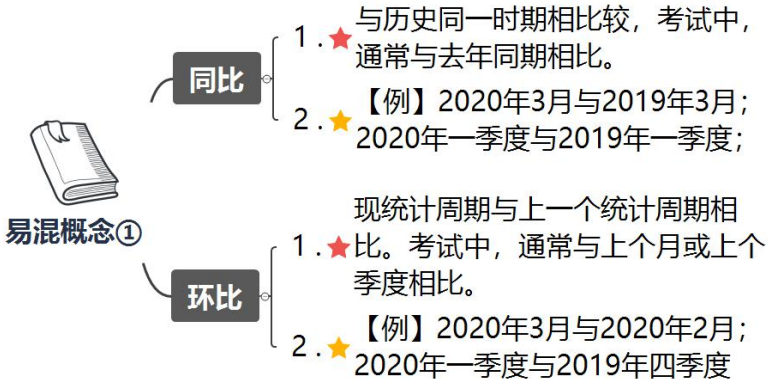 易混概念①
同比
1.
与历史同一时期相比较，考试中，
通常与去年同期相比。
2.
【例】2020年3月与2019年3月；
2020年一季度与2019年一季度；
环比
1.
现统计周期与上一个统计周期相
比。考试中，通常与上个月或上个
季度相比。
2.
【例】2020年3月与2020年2月；
2020年一季度与2019年四季度